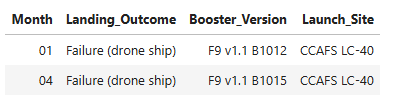 Month Landing_Outcome Booster_Version Launch_Site
01 Failure (drone ship) F9 v1.1 B1012 CCAFS LC-40
04 Failure (drone ship) F9 v1.1 B1015 CCAFS LC-40